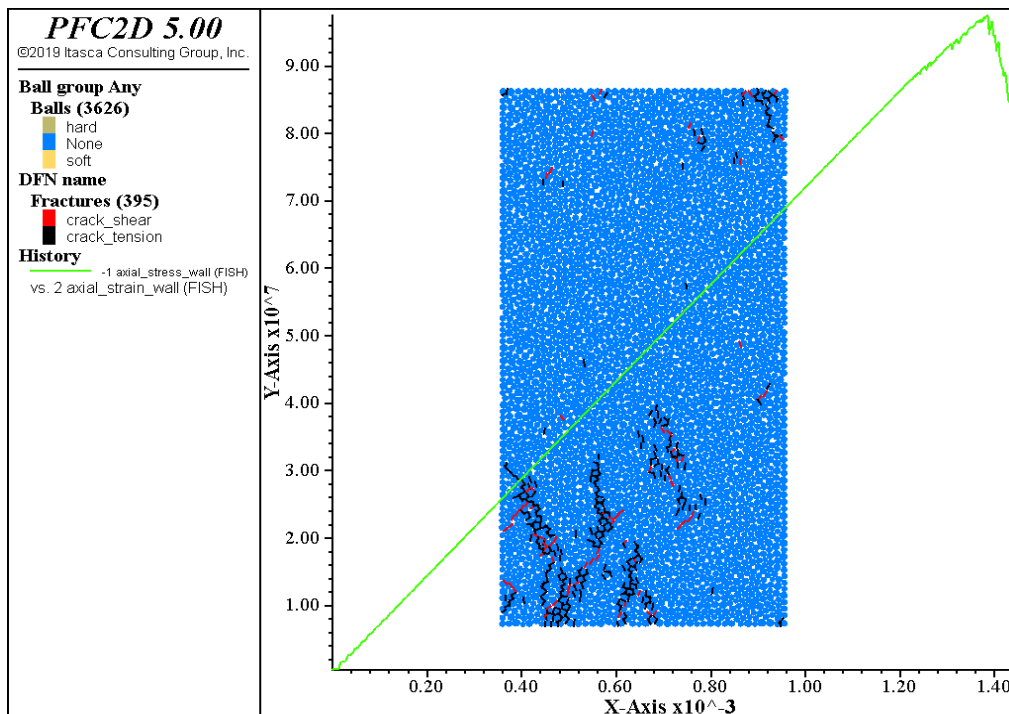 PFC2D 5.00
©2019 Itasca Consulting Group, Inc.
Ball group Any
Balls (3626)
hard
None
soft
DFN name
Fractures (395)
crack_shear
crack_tension
History
-1 axial_stress_wall (FISH)
vs. 2 axial_strain_wall (FISH)
Y-Axis x10^7
9.00
8.00
7.00
6.00
5.00
4.00
3.00
2.00
1.00
0.20
0.40
0.60
0.80
1.00
1.20
1.40
X-Axis x10^-3